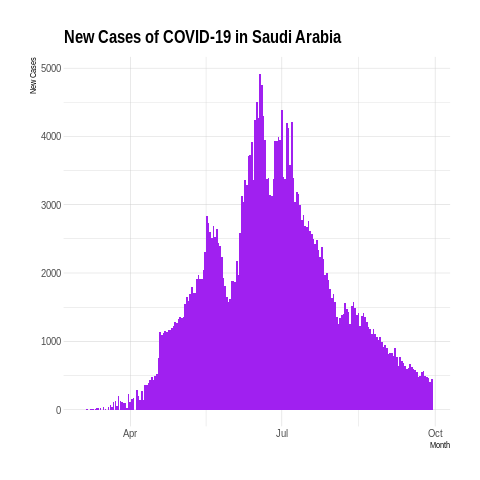 New Cases of COVID-19 in Saudi Arabia
New Cases
5000
4000
3000
2000
1000
0
Apr
Jul
Oct
Month